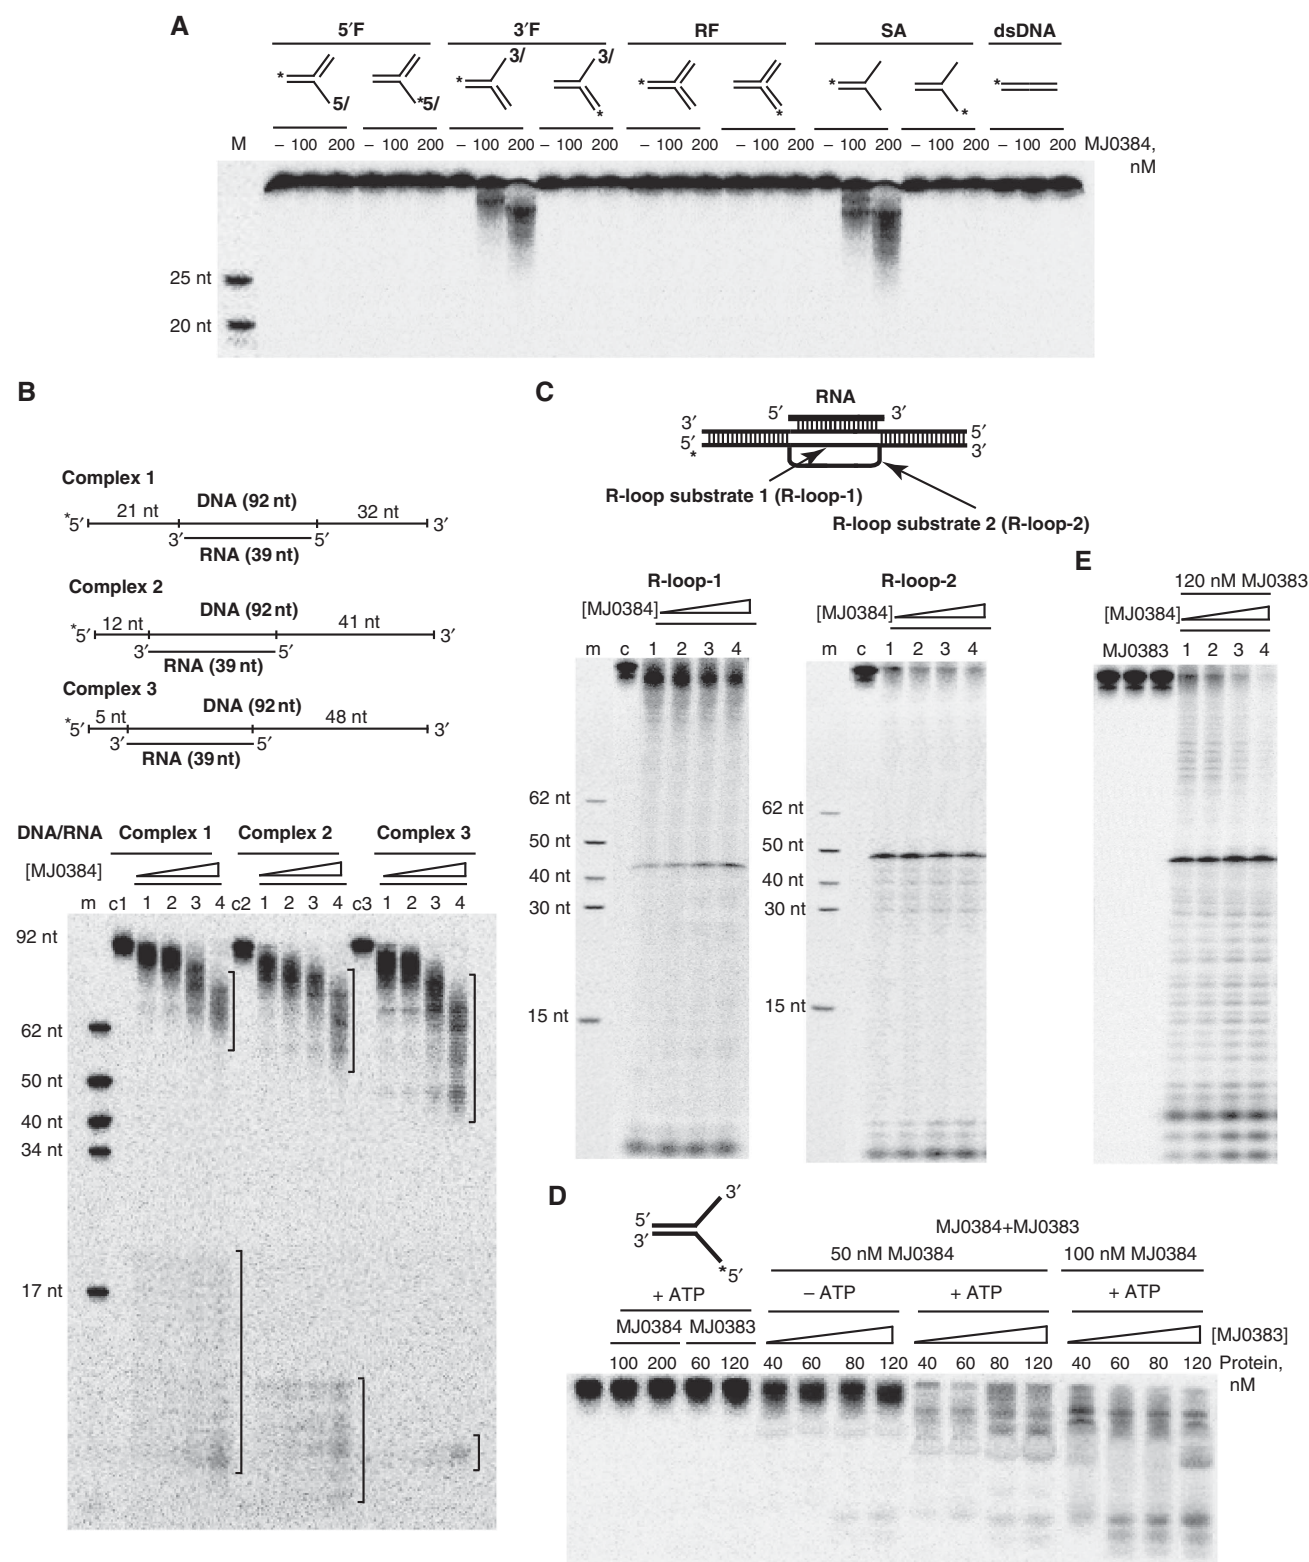 A
5′F 3′F RF SA dsDNA
* 5/ *5/ * 3/ 3/ * * * * * *
M – 100 200 – 100 200 – 100 200 – 100 200 – 100 200 – 100 200 – 100 200 – 100 200 – 100 200 MJ0384,
nM
25 nt
20 nt
B
Complex 1
DNA (92 nt)
21 nt 32 nt
*5′ 3′
3′ 5′
RNA (39 nt)
Complex 2
DNA (92 nt)
12 nt 41 nt
*5′ 3′
3′ 5′
RNA (39 nt)
Complex 3
DNA (92 nt)
5 nt 48 nt
*5′ 3′
3′ 5′
RNA (39 nt)
DNA/RNA Complex 1 Complex 2 Complex 3
[MJ0384]
m c1 1 2 3 4 c2 1 2 3 4 c3 1 2 3 4
92 nt
62 nt
50 nt
40 nt
34 nt
17 nt
C
RNA
5′ 3′
3′ 5′
5′ 3′
*
R-loop substrate 1 (R-loop-1)
R-loop substrate 2 (R-loop-2)
R-loop-1
[MJ0384]
m c 1 2 3 4
62 nt
50 nt
40 nt
30 nt
15 nt
R-loop-2
[MJ0384]
m c 1 2 3 4
62 nt
50 nt
40 nt
30 nt
15 nt
E
120 nM MJ0383
[MJ0384]
MJ0383 1 2 3 4
D
3′
5′
3′
*5′
MJ0384+MJ0383
50 nM MJ0384 100 nM MJ0384
+ ATP – ATP + ATP + ATP
MJ0384 MJ0383 [MJ0383]
100 200 60 120 40 60 80 120 40 60 80 120 40 60 80 120 Protein,
nM